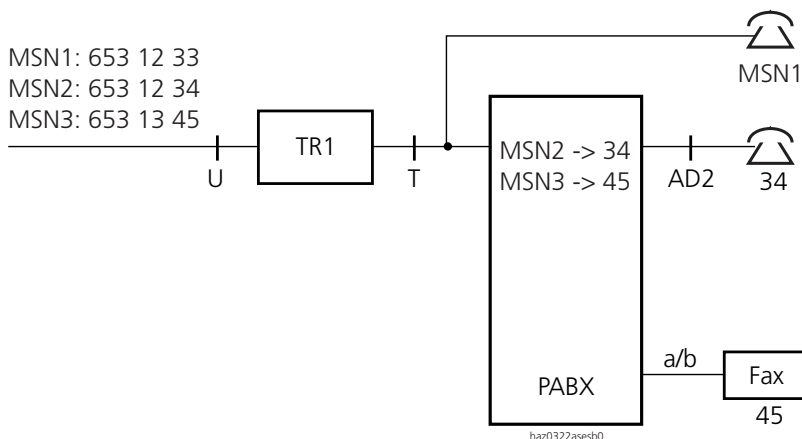 MSN1: 653 12 33
MSN2: 653 12 34
MSN3: 653 13 45
U
TR1
T
MSN1
MSN2 -> 34
MSN3 -> 45
AD2
34
PABX
a/b
Fax
45
haz0322asesb0